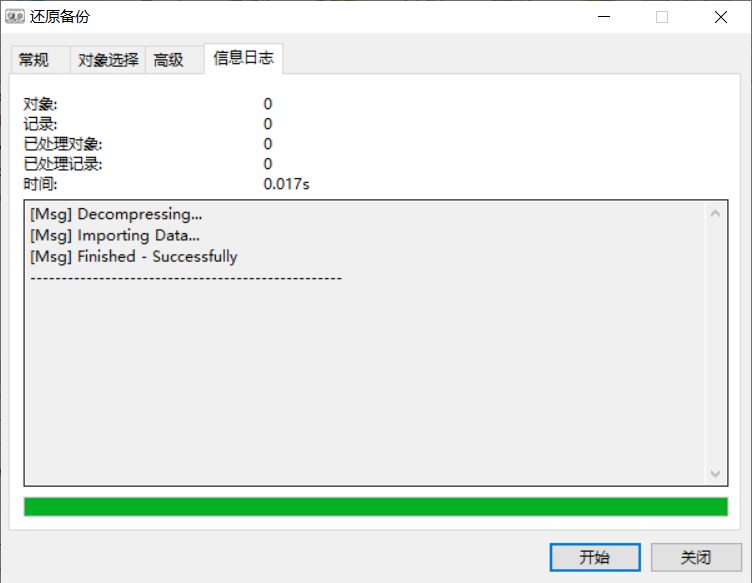 还原备份
常规 对象选择 高级 信息日志
对象: 0
记录: 0
已处理对象: 0
已处理记录: 0
时间: 0.017s
[Msg] Decompressing...
[Msg] Importing Data...
[Msg] Finished - Successfully
--------------------------------------------------
开始 关闭